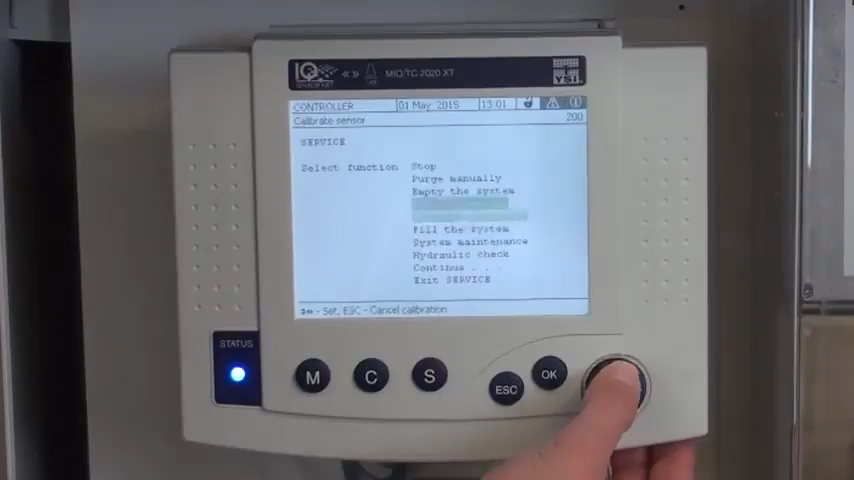 IQ SENSOR NET MIQ/TC 2020 XT YSI
CONTROLLER 01 May 2015 13:01
Calibrate sensor 200
SERVICE
Select function Stop
Purge manually
Empty the system
Fill the system
System maintenance
Hydraulic check
Continue . . .
Exit SERVICE
- Set, ESC - Cancel calibration
STATUS
M C S ESC OK